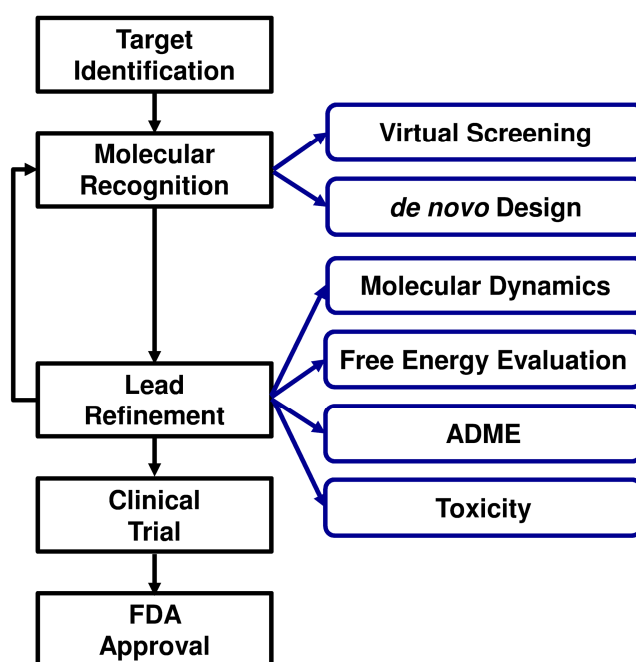 Target
Identification
Molecular
Recognition
Virtual Screening
de novo Design
Molecular Dynamics
Free Energy Evaluation
Lead
Refinement
ADME
Toxicity
Clinical
Trial
FDA
Approval